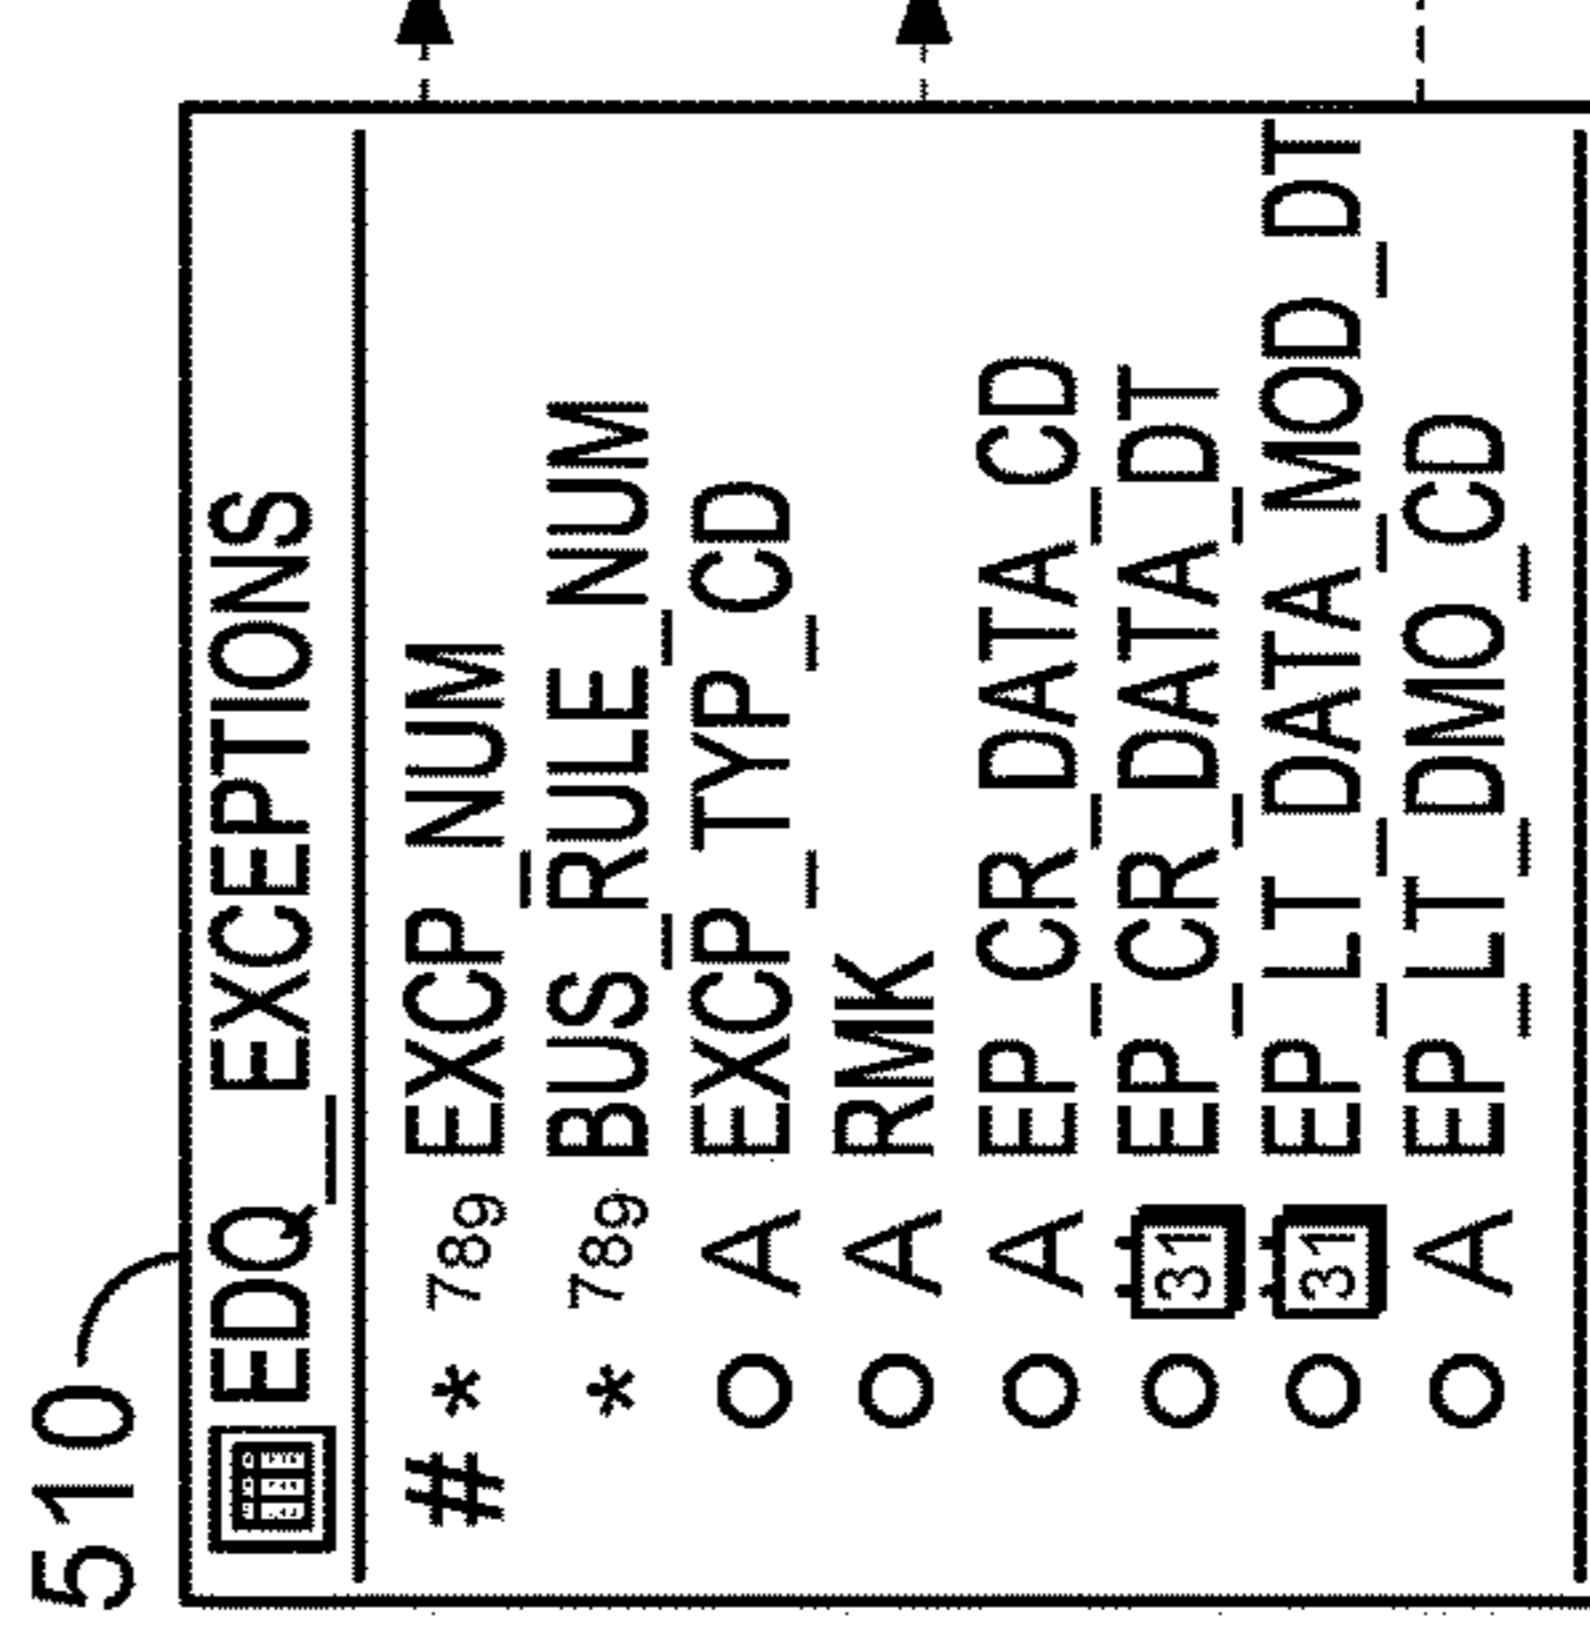 510
EDQ_EXCEPTIONS
# * 789 EXCP_NUM
* 789 BUS_RULE_NUM
O A EXCP_TYP_CD
O A RMK
O A EP_CR_DATA_CD
O 31 EP_CR_DATA_DT
O 31 EP_LT_DATA_MOD_DT
O A EP_LT_DMO_CD